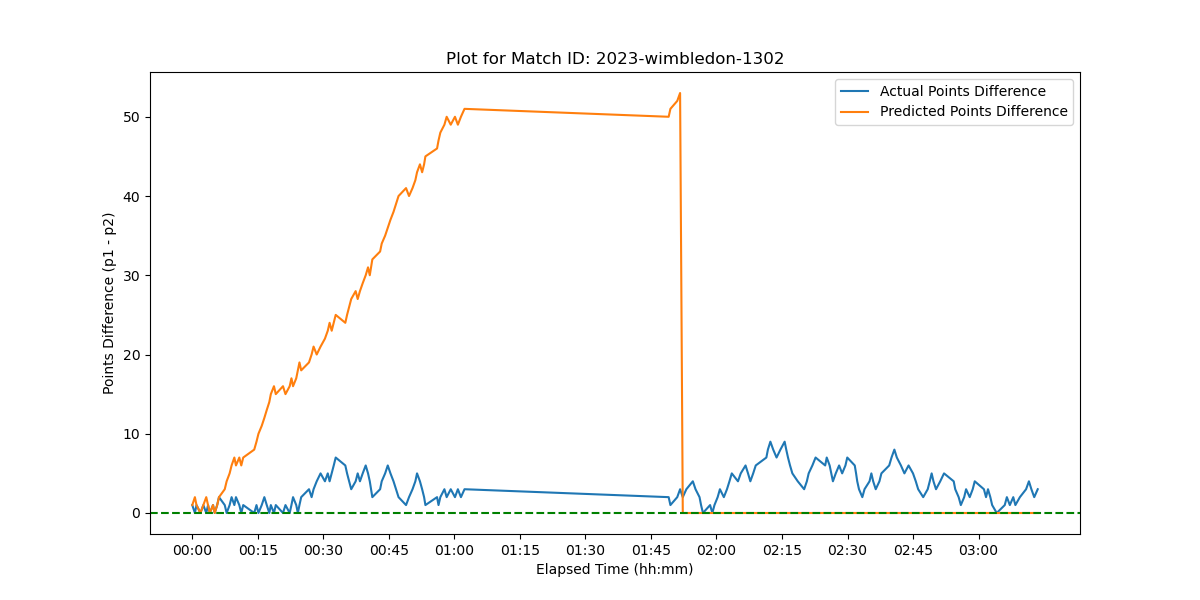 Plot for Match ID: 2023-wimbledon-1302
Actual Points Difference
Predicted Points Difference
Points Difference (p1 - p2)
50
40
30
20
10
0
00:00 00:15 00:30 00:45 01:00 01:15 01:30 01:45 02:00 02:15 02:30 02:45 03:00
Elapsed Time (hh:mm)